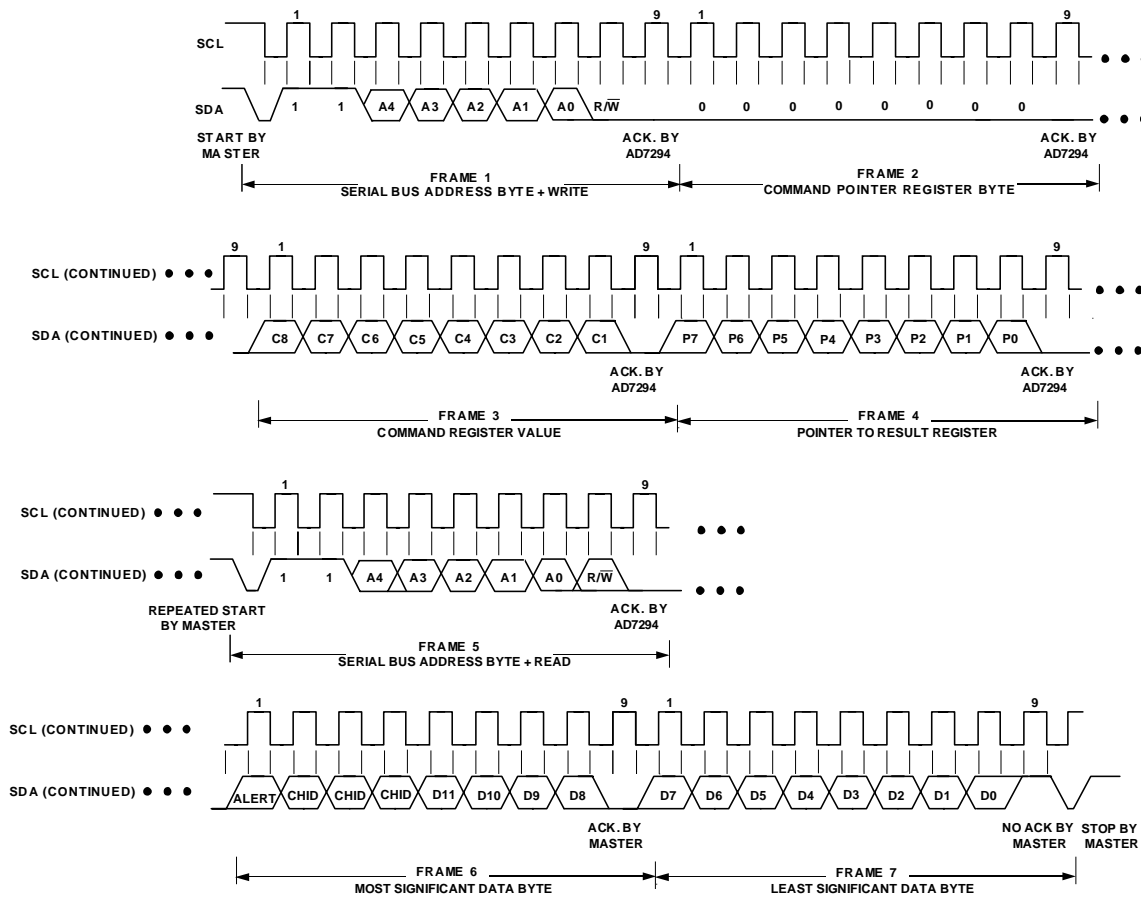 1 9 1 9
SCL
SDA 1 1 A4 A3 A2 A1 A0 R/W̅ 0 0 0 0 0 0 0 0
START BY MASTER
ACK. BY AD7294
ACK. BY AD7294
FRAME 1
SERIAL BUS ADDRESS BYTE + WRITE
FRAME 2
COMMAND POINTER REGISTER BYTE
9 1 9 1 9
SCL (CONTINUED)
SDA (CONTINUED) C8 C7 C6 C5 C4 C3 C2 C1 P7 P6 P5 P4 P3 P2 P1 P0
ACK. BY AD7294
ACK. BY AD7294
FRAME 3
COMMAND REGISTER VALUE
FRAME 4
POINTER TO RESULT REGISTER
1 9
SCL (CONTINUED)
SDA (CONTINUED) 1 1 A4 A3 A2 A1 A0 R/W̅
REPEATED START BY MASTER
ACK. BY AD7294
FRAME 5
SERIAL BUS ADDRESS BYTE + READ
1 9 1 9
SCL (CONTINUED)
SDA (CONTINUED) ALERT CHID CHID CHID D11 D10 D9 D8 D7 D6 D5 D4 D3 D2 D1 D0
ACK. BY MASTER
NO ACK BY MASTER
STOP BY MASTER
FRAME 6
MOST SIGNIFICANT DATA BYTE
FRAME 7
LEAST SIGNIFICANT DATA BYTE